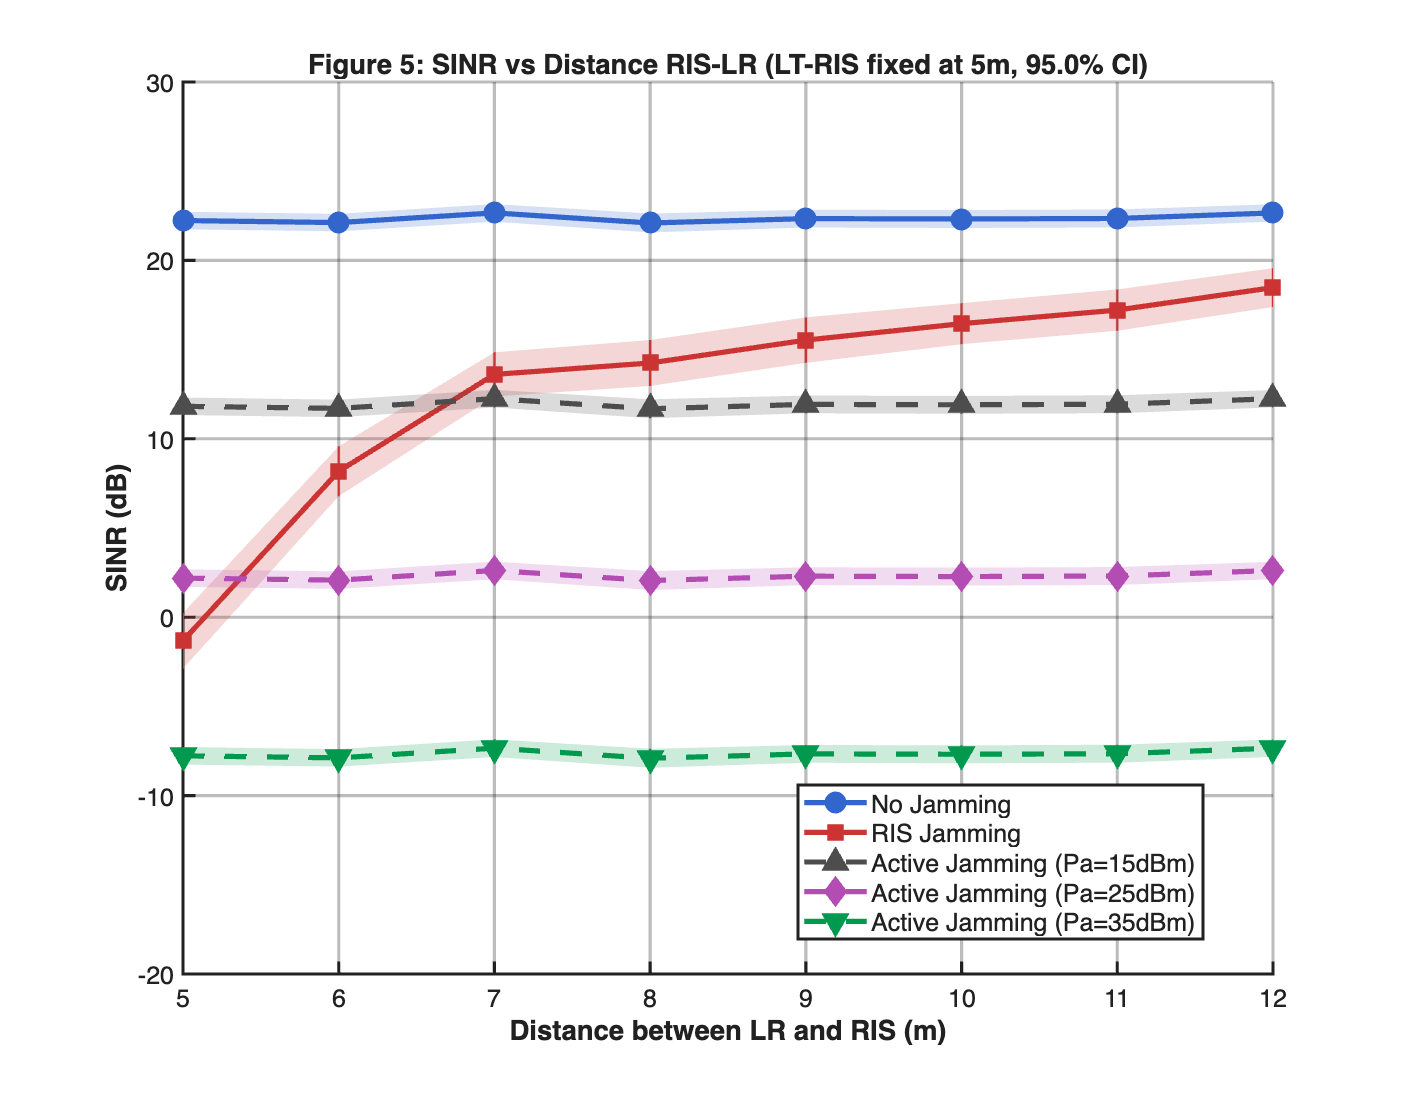 Figure 5: SINR vs Distance RIS-LR (LT-RIS fixed at 5m, 95.0% CI)
30
20
10
0
-10
-20
SINR (dB)
5 6 7 8 9 10 11 12
Distance between LR and RIS (m)
No Jamming
RIS Jamming
Active Jamming (Pa=15dBm)
Active Jamming (Pa=25dBm)
Active Jamming (Pa=35dBm)